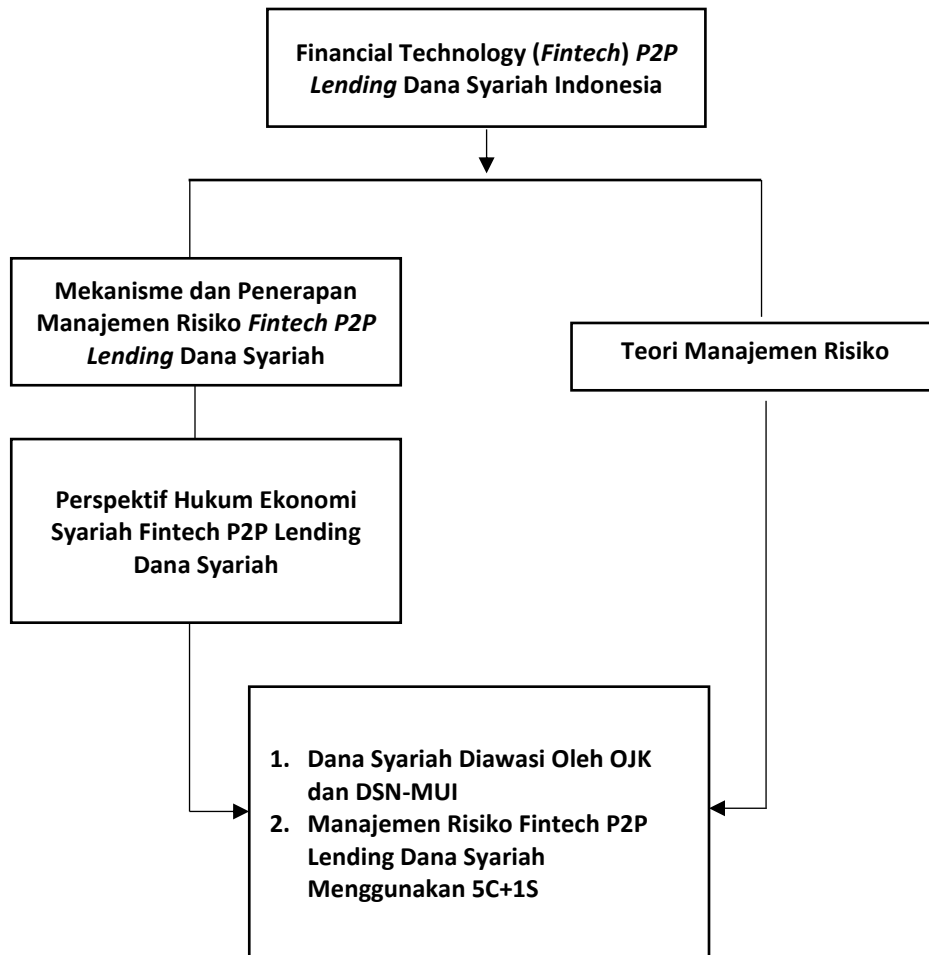 Financial Technology (Fintech) P2P
Lending Dana Syariah Indonesia
Mekanisme dan Penerapan
Manajemen Risiko Fintech P2P
Lending Dana Syariah
Teori Manajemen Risiko
Perspektif Hukum Ekonomi
Syariah Fintech P2P Lending
Dana Syariah
1. Dana Syariah Diawasi Oleh OJK
dan DSN-MUI
2. Manajemen Risiko Fintech P2P
Lending Dana Syariah
Menggunakan 5C+1S